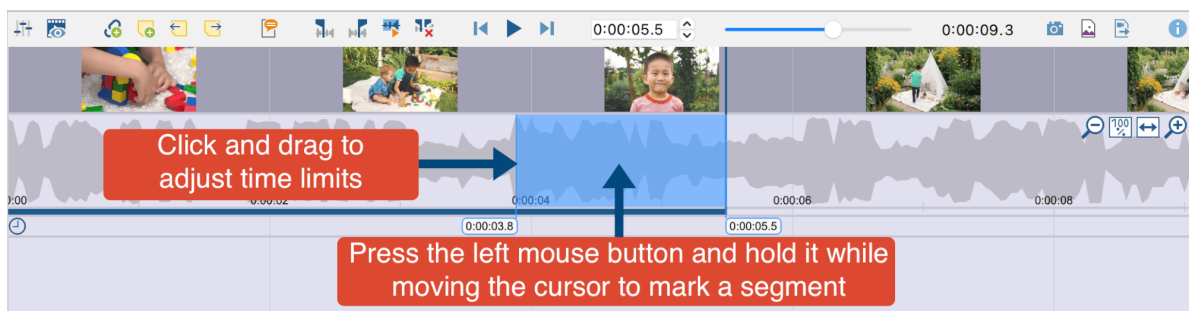 0:00:05.5
0:00:09.3
100
%
Click and drag to
adjust time limits
0:00:02
0:00:04
0:00:06
0:00:08
0:00:03.8
0:00:05.5
Press the left mouse button and hold it while
moving the cursor to mark a segment